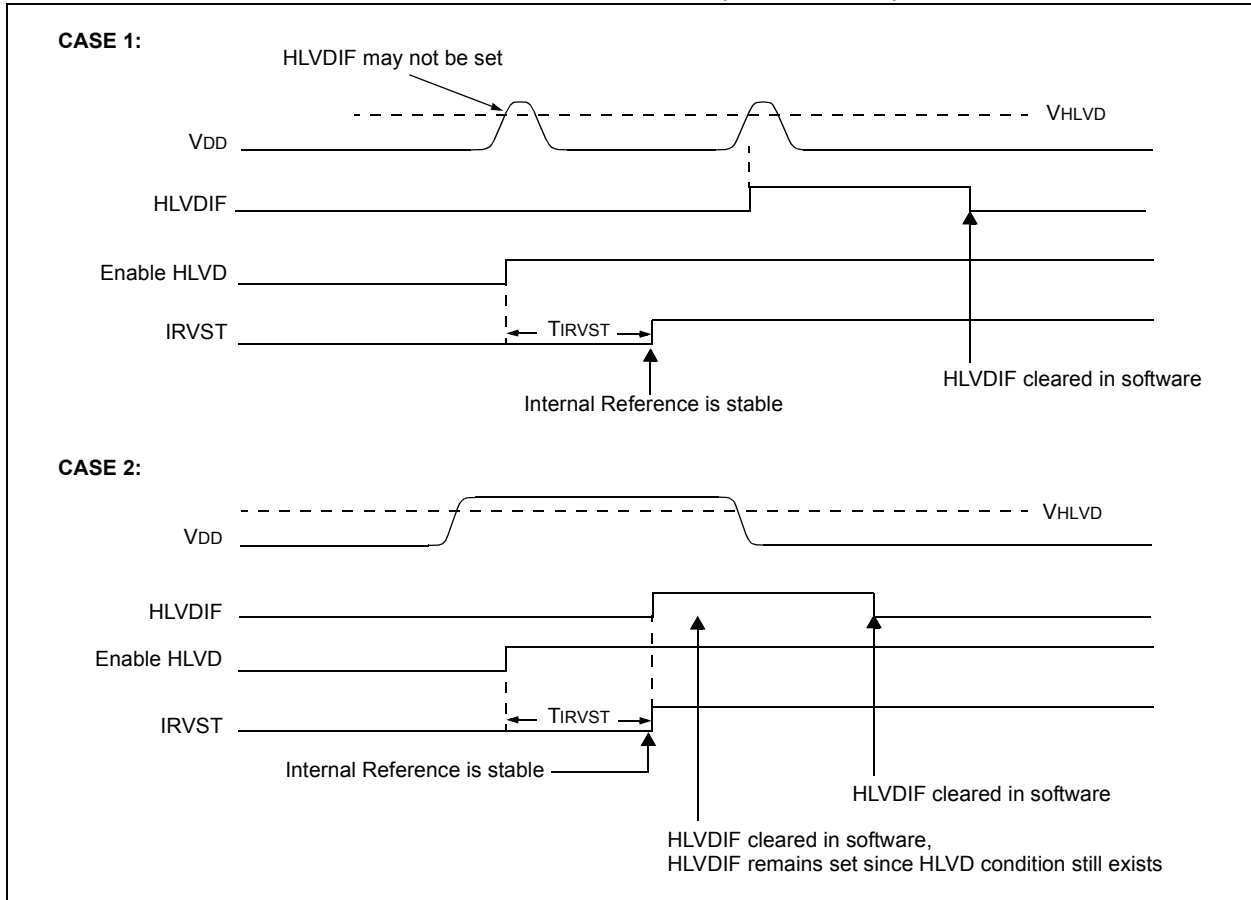 CASE 1:
HLVDIF may not be set
VHLVD
VDD
HLVDIF
Enable HLVD
TIRVST
IRVST
HLVDIF cleared in software
Internal Reference is stable
CASE 2:
VHLVD
VDD
HLVDIF
Enable HLVD
TIRVST
IRVST
Internal Reference is stable
HLVDIF cleared in software
HLVDIF cleared in software,
HLVDIF remains set since HLVD condition still exists